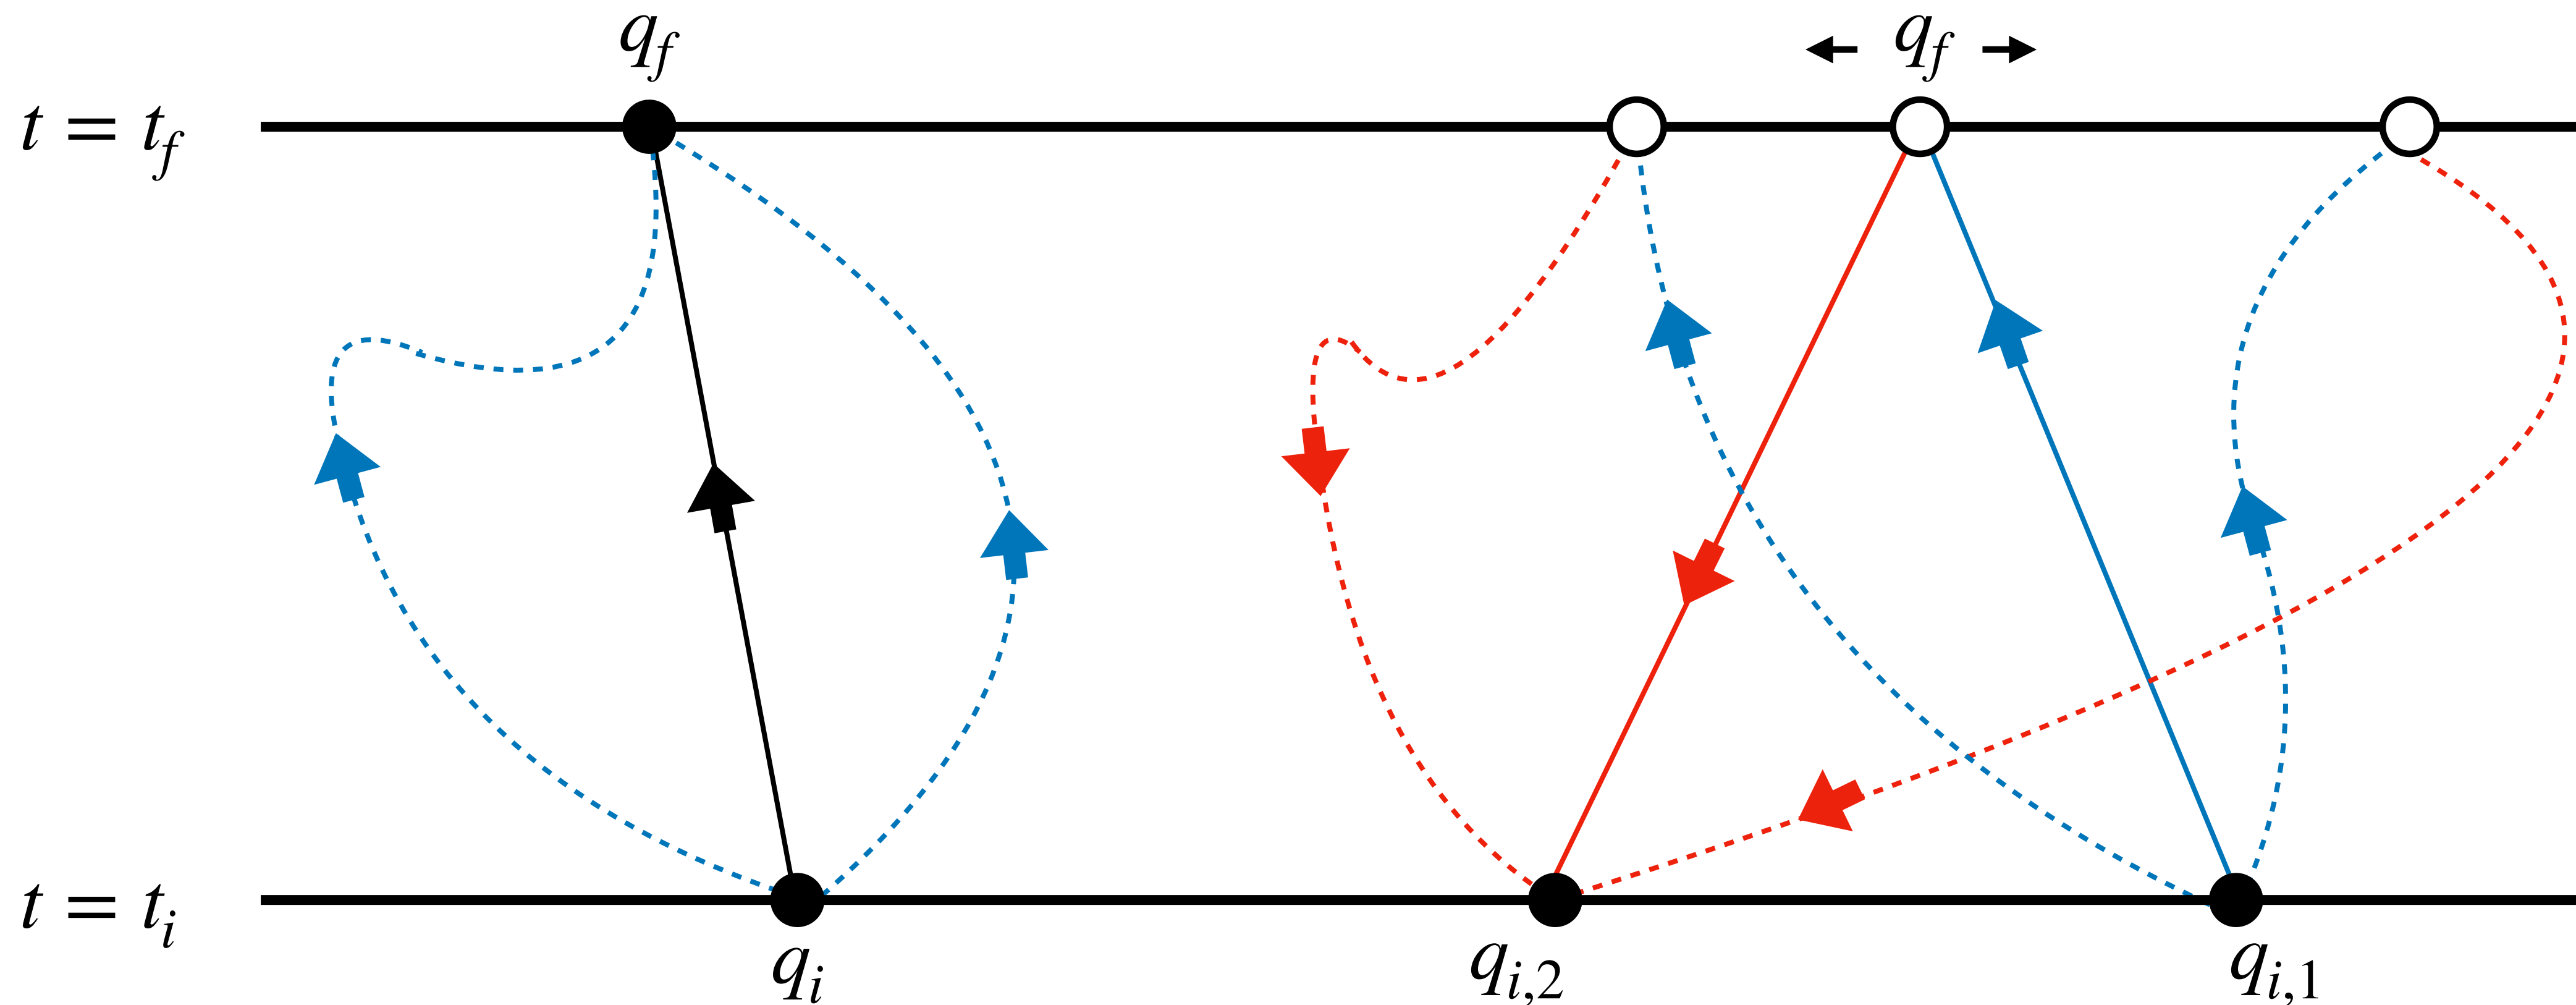 q_f
← q_f →
t = t_f
t = t_i
q_i
q_{i,2}
q_{i,1}